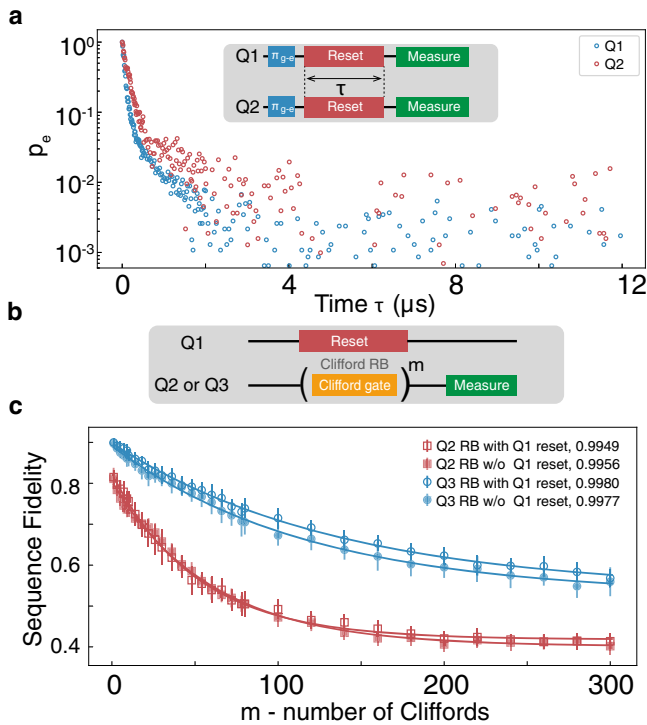 a
10⁰
10⁻¹
10⁻²
10⁻³
pₑ
Q1 π g-e Reset Measure
τ
Q2 π g-e Reset Measure
Q1
Q2
0 4 8 12
Time τ (μs)
b
Q1 Reset
Clifford RB
Q2 or Q3 ( Clifford gate ) m Measure
c
Q2 RB with Q1 reset, 0.9949
Q2 RB w/o Q1 reset, 0.9956
Q3 RB with Q1 reset, 0.9980
Q3 RB w/o Q1 reset, 0.9977
0.8
0.6
0.4
Sequence Fidelity
0 100 200 300
m - number of Cliffords